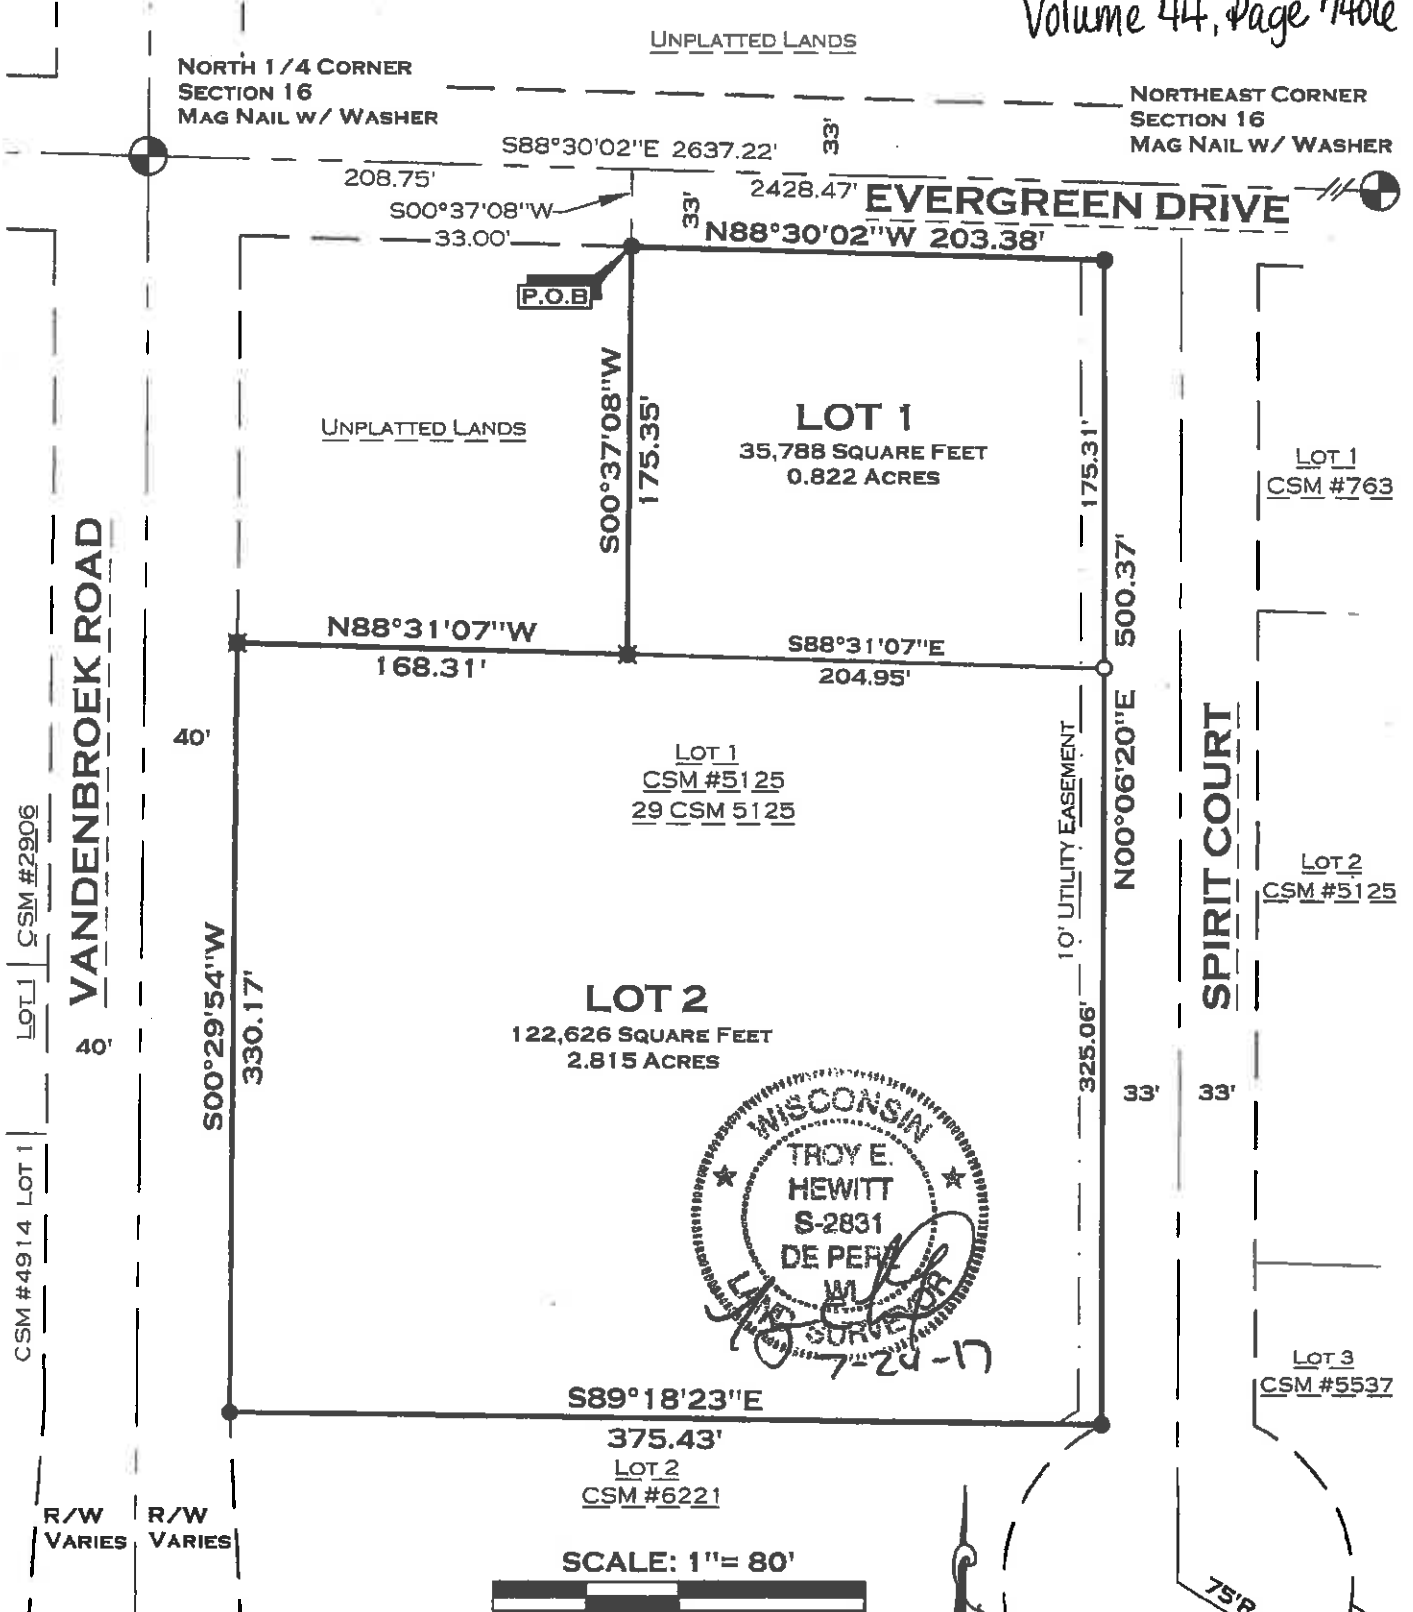 Volume 44, Page 7406
UNPLATTED LANDS
NORTH 1/4 CORNER
SECTION 16
MAG NAIL W/ WASHER
NORTHEAST CORNER
SECTION 16
MAG NAIL W/ WASHER
S88°30'02"E 2637.22'
33'
208.75'
2428.47'
EVERGREEN DRIVE
S00°37'08"W
33'
33.00'
N88°30'02"W 203.38'
P.O.B
S00°37'08"W
175.35'
LOT 1
35,788 SQUARE FEET
0.822 ACRES
175.31'
UNPLATTED LANDS
LOT 1
CSM #763
VANDENBROEK ROAD
500.37'
N00°06'20"E
N88°31'07"W
168.31'
S88°31'07"E
204.95'
40'
LOT 1
CSM #5125
29 CSM 5125
10' UTILITY EASEMENT
SPIRIT COURT
LOT 1 CSM #2906
LOT 2
CSM #5125
S00°29'54"W
330.17'
LOT 2
122,626 SQUARE FEET
2.815 ACRES
40'
325.06'
33'
33'
WISCONSIN
TROY E.
HEWITT
S-2831
DE PERE
WI
LAND SURVEYOR
7-24-17
CSM #4914 LOT 1
S89°18'23"E
375.43'
LOT 3
CSM #5537
LOT 2
CSM #6221
R/W
VARIES
R/W
VARIES
SCALE: 1"= 80'
75'R